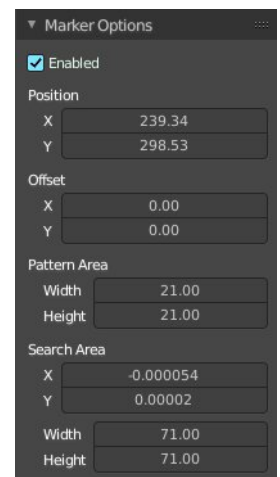 Marker Options
Enabled
Position
X 239.34
Y 298.53
Offset
X 0.00
Y 0.00
Pattern Area
Width 21.00
Height 21.00
Search Area
X -0.000054
Y 0.00002
Width 71.00
Height 71.00